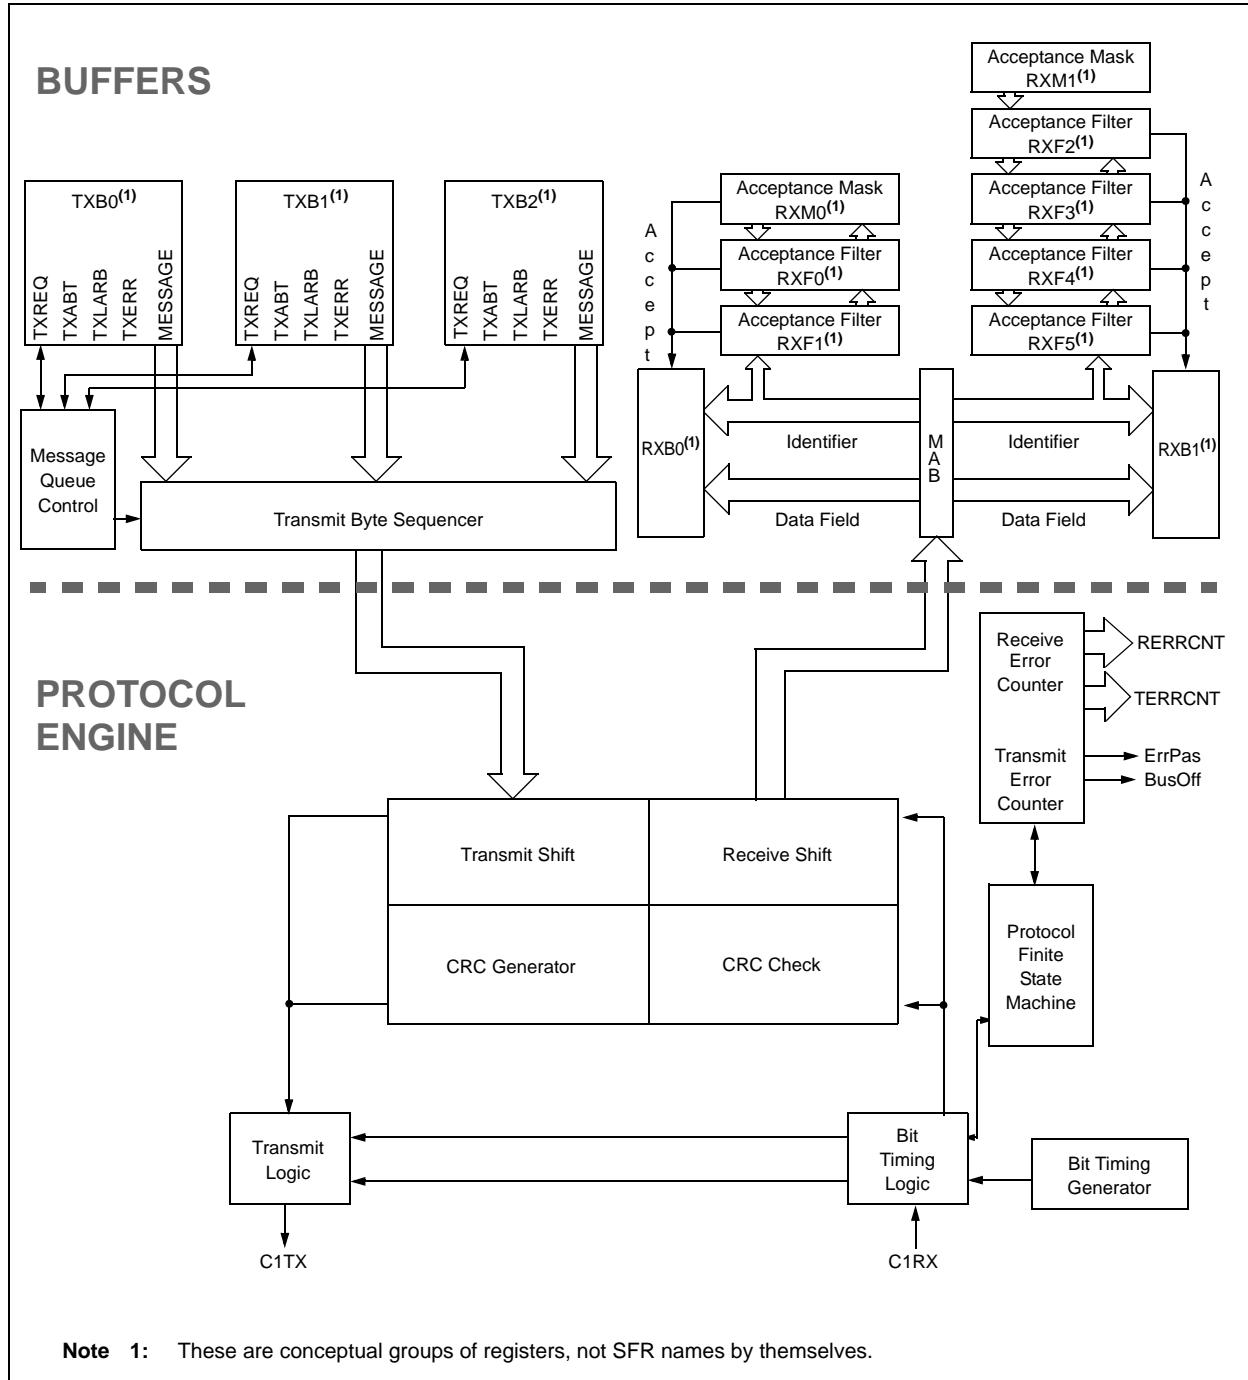 BUFFERS
TXB0(1)
TXREQ
TXABT
TXLARB
TXERR
MESSAGE
TXB1(1)
TXREQ
TXABT
TXLARB
TXERR
MESSAGE
TXB2(1)
TXREQ
TXABT
TXLARB
TXERR
MESSAGE
Message
Queue
Control
Transmit Byte Sequencer
Accept
Acceptance Mask
RXM0(1)
Acceptance Filter
RXF0(1)
Acceptance Filter
RXF1(1)
Acceptance Mask
RXM1(1)
Acceptance Filter
RXF2(1)
Acceptance Filter
RXF3(1)
Acceptance Filter
RXF4(1)
Acceptance Filter
RXF5(1)
Accept
RXB0(1)
Identifier
Data Field
MAB
Identifier
Data Field
RXB1(1)
PROTOCOL
ENGINE
Receive
Error
Counter
Transmit
Error
Counter
RERRCNT
TERRCNT
ErrPas
BusOff
Transmit Shift
Receive Shift
CRC Generator
CRC Check
Protocol
Finite
State
Machine
Transmit
Logic
Bit
Timing
Logic
Bit Timing
Generator
C1TX
C1RX
Note 1: These are conceptual groups of registers, not SFR names by themselves.